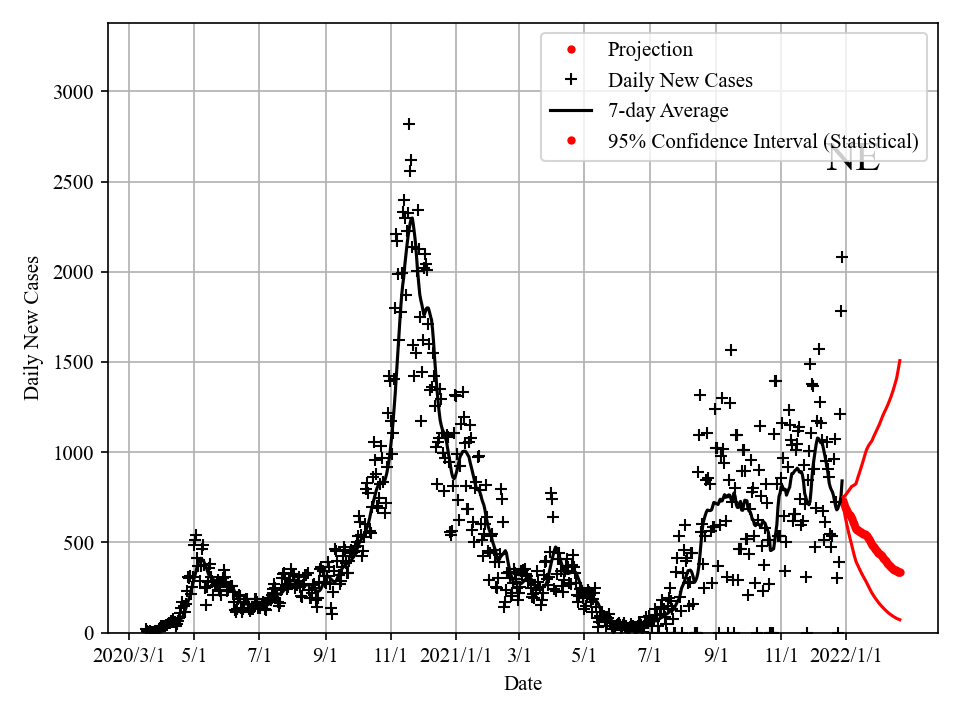 Projection
Daily New Cases
7-day Average
95% Confidence Interval (Statistical)
NE
3000
2500
2000
1500
1000
500
0
Daily New Cases
2020/3/1 5/1 7/1 9/1 11/1 2021/1/1 3/1 5/1 7/1 9/1 11/1 2022/1/1
Date